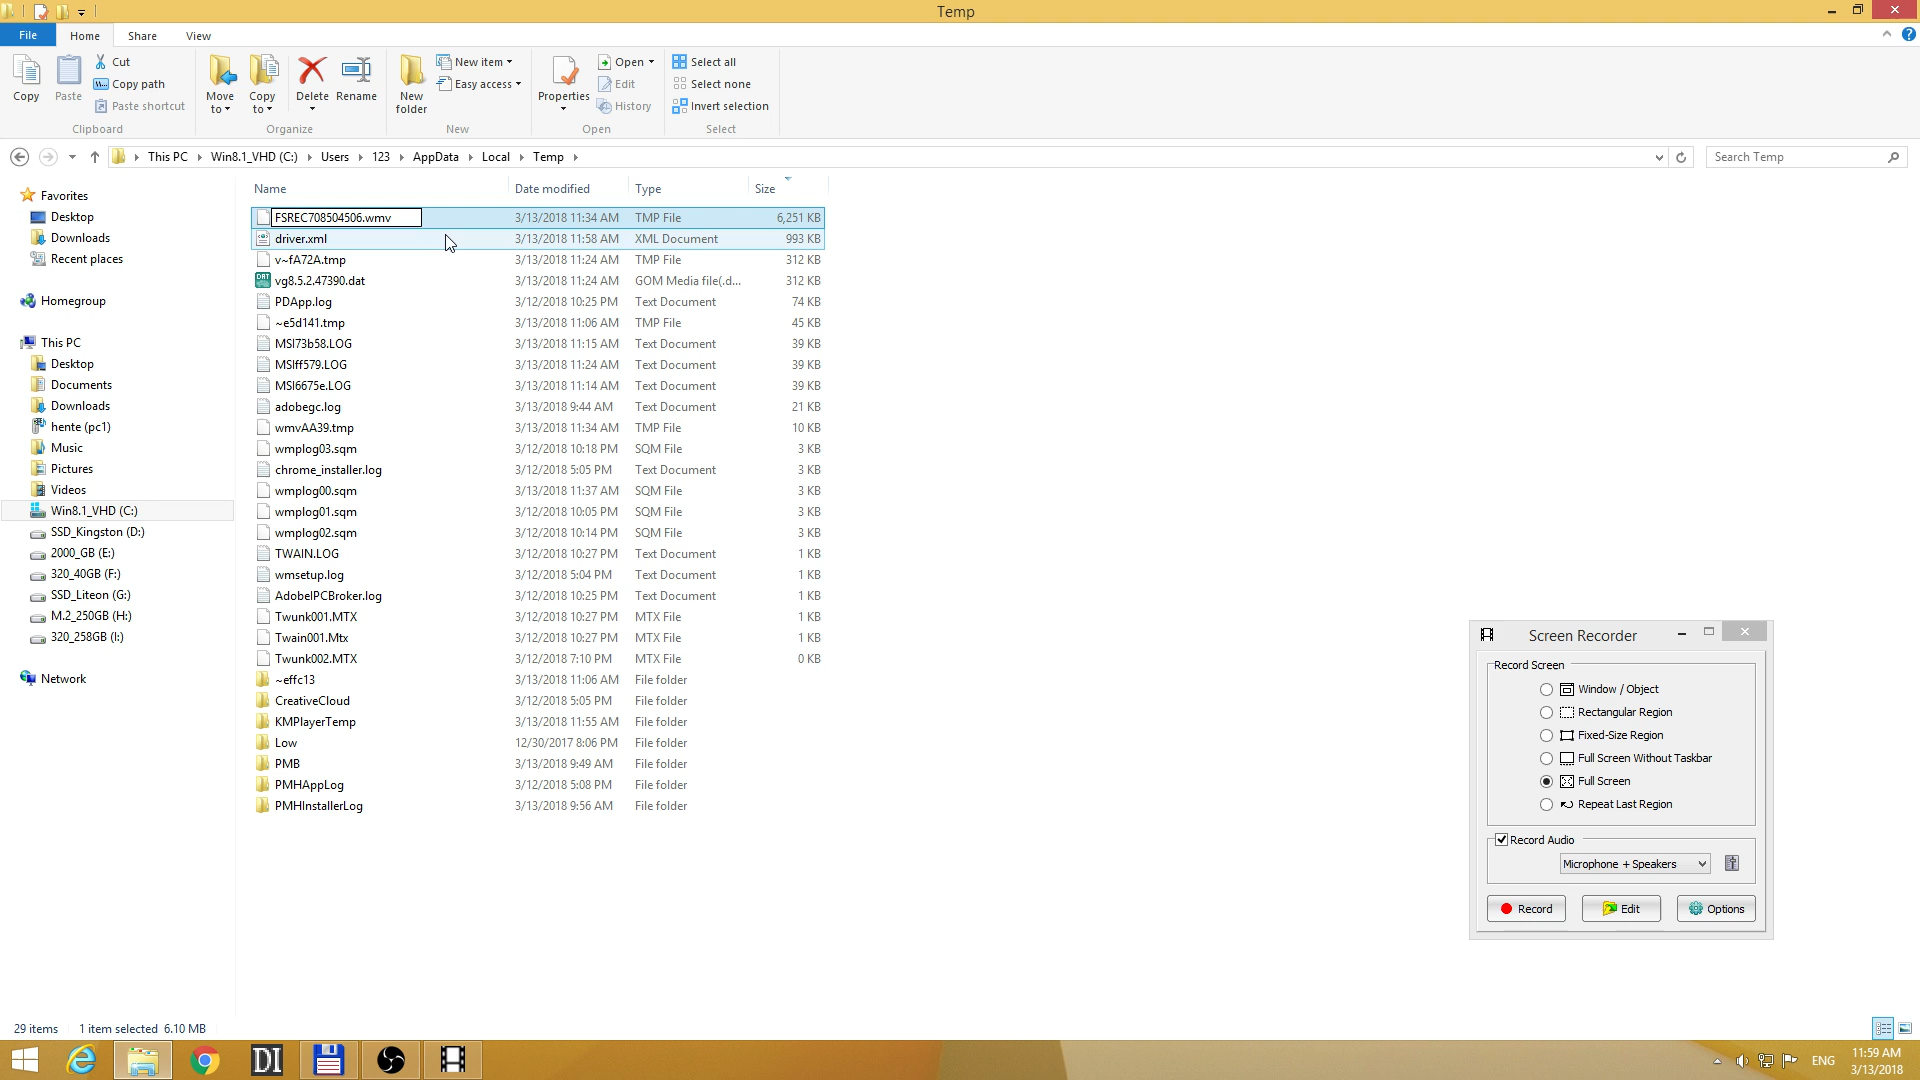 Temp
File Home Share View
Copy
Paste
Cut
Copy path
Paste shortcut
Clipboard
Move to
Copy to
Delete
Rename
Organize
New folder
New item
Easy access
New
Properties
Open
Edit
History
Open
Select all
Select none
Invert selection
Select
This PC Win8.1_VHD (C:) Users 123 AppData Local Temp
Search Temp
Favorites
Desktop
Downloads
Recent places
Homegroup
This PC
Desktop
Documents
Downloads
hente (pc1)
Music
Pictures
Videos
Win8.1_VHD (C:)
SSD_Kingston (D:)
2000_GB (E:)
320_40GB (F:)
SSD_Liteon (G:)
M.2_250GB (H:)
320_258GB (I:)
Network
Name Date modified Type Size
FSREC708504506.wmv 3/13/2018 11:34 AM TMP File 6,251 KB
driver.xml 3/13/2018 11:58 AM XML Document 993 KB
v~fA72A.tmp 3/13/2018 11:24 AM TMP File 312 KB
DAT vg8.5.2.47390.dat 3/13/2018 11:24 AM GOM Media file(.d... 312 KB
PDApp.log 3/12/2018 10:25 PM Text Document 74 KB
~e5d141.tmp 3/13/2018 11:06 AM TMP File 45 KB
MSI73b58.LOG 3/13/2018 11:15 AM Text Document 39 KB
MSIff579.LOG 3/13/2018 11:24 AM Text Document 39 KB
MSI6675e.LOG 3/13/2018 11:14 AM Text Document 39 KB
adobegc.log 3/13/2018 9:44 AM Text Document 21 KB
wmvAA39.tmp 3/13/2018 11:34 AM TMP File 10 KB
wmplog03.sqm 3/12/2018 10:18 PM SQM File 3 KB
chrome_installer.log 3/12/2018 5:05 PM Text Document 3 KB
wmplog00.sqm 3/13/2018 11:37 AM SQM File 3 KB
wmplog01.sqm 3/12/2018 10:05 PM SQM File 3 KB
wmplog02.sqm 3/12/2018 10:14 PM SQM File 3 KB
TWAIN.LOG 3/12/2018 10:27 PM Text Document 1 KB
wmsetup.log 3/12/2018 5:04 PM Text Document 1 KB
AdobeIPCBroker.log 3/12/2018 10:25 PM Text Document 1 KB
Twunk001.MTX 3/12/2018 10:27 PM MTX File 1 KB
Twain001.Mtx 3/12/2018 10:27 PM MTX File 1 KB
Twunk002.MTX 3/12/2018 7:10 PM MTX File 0 KB
~effc13 3/13/2018 11:06 AM File folder
CreativeCloud 3/12/2018 5:05 PM File folder
KMPlayerTemp 3/13/2018 11:55 AM File folder
Low 12/30/2017 8:06 PM File folder
PMB 3/13/2018 9:49 AM File folder
PMHAppLog 3/12/2018 5:08 PM File folder
PMHInstallerLog 3/13/2018 9:56 AM File folder
Screen Recorder
Record Screen
Window / Object
Rectangular Region
Fixed-Size Region
Full Screen Without Taskbar
Full Screen
Repeat Last Region
Record Audio
Microphone + Speakers
Record Edit Options
29 items 1 item selected 6.10 MB
DI
ENG
11:59 AM
3/13/2018